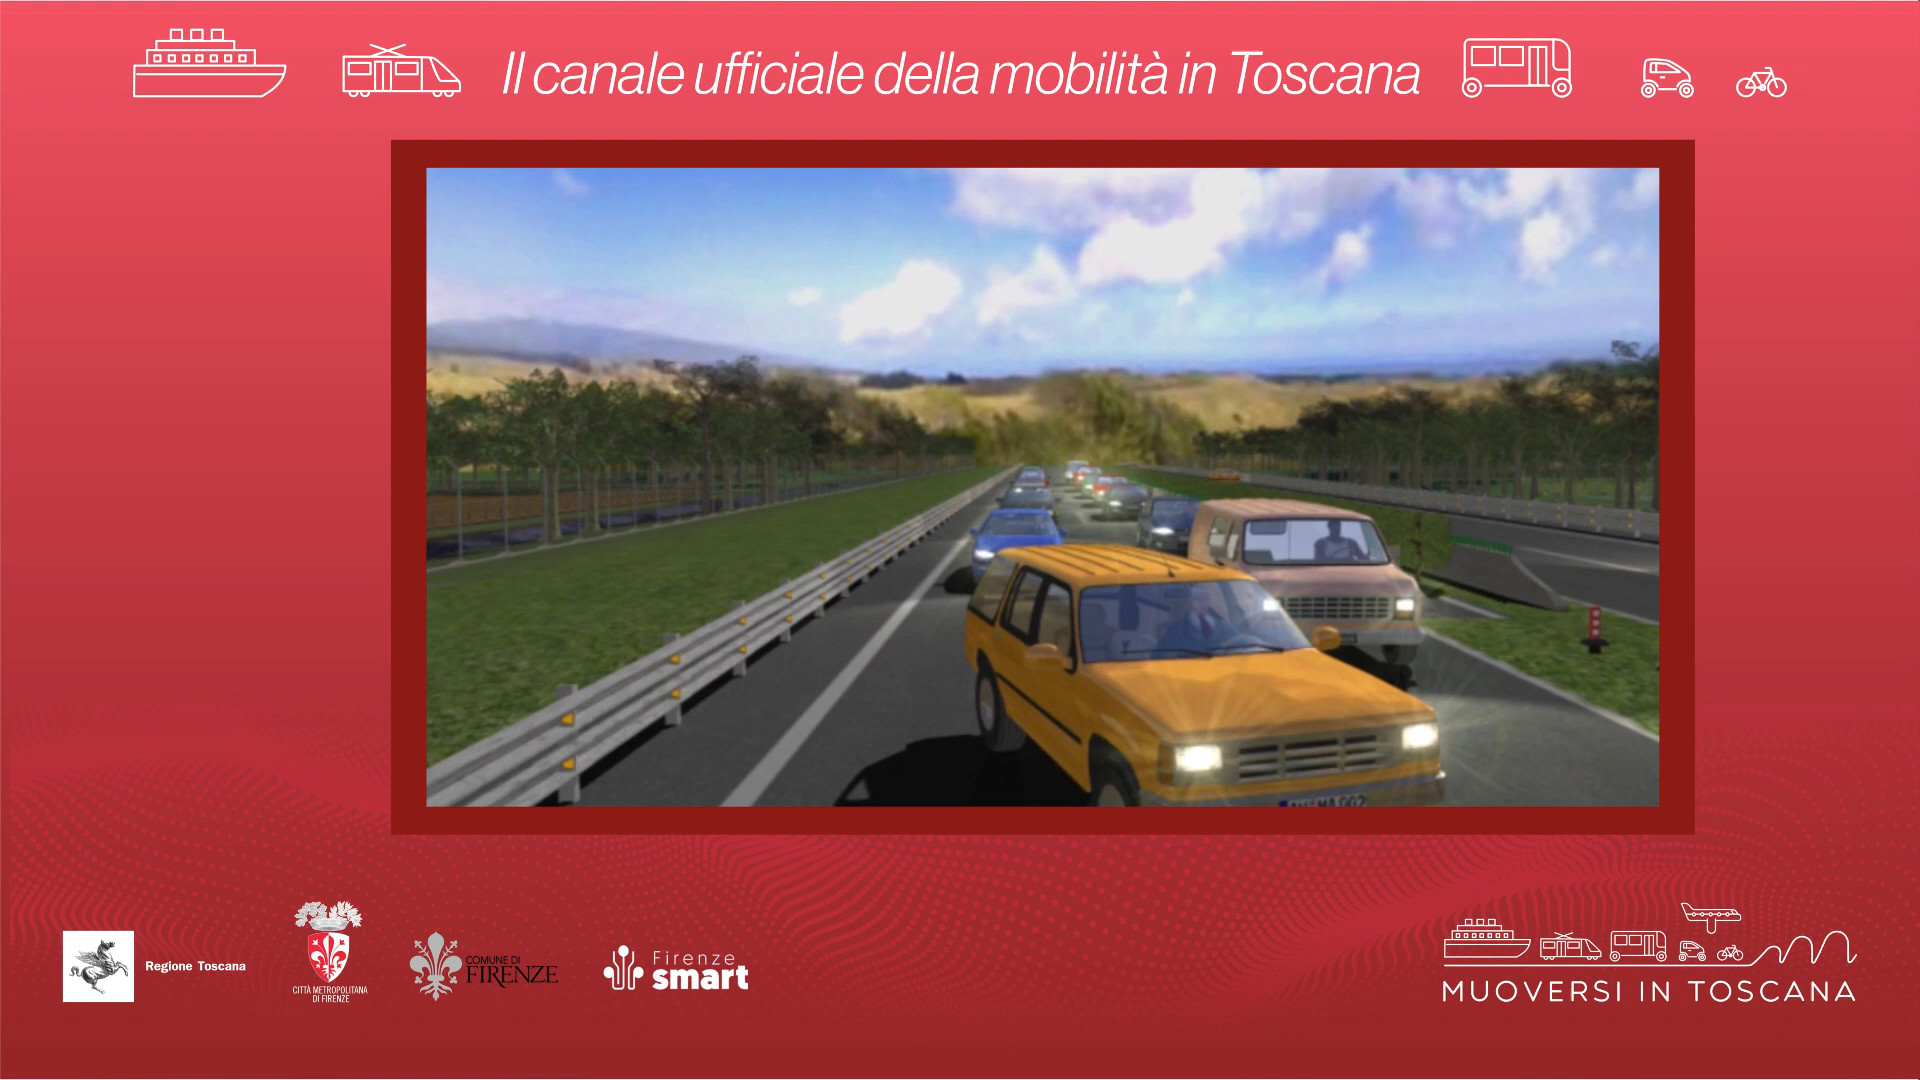 Il canale ufficiale della mobilità in Toscana
Regione Toscana
CITTÀ METROPOLITANA
DI FIRENZE
COMUNE DI
FIRENZE
Firenze
smart
MUOVERSI IN TOSCANA